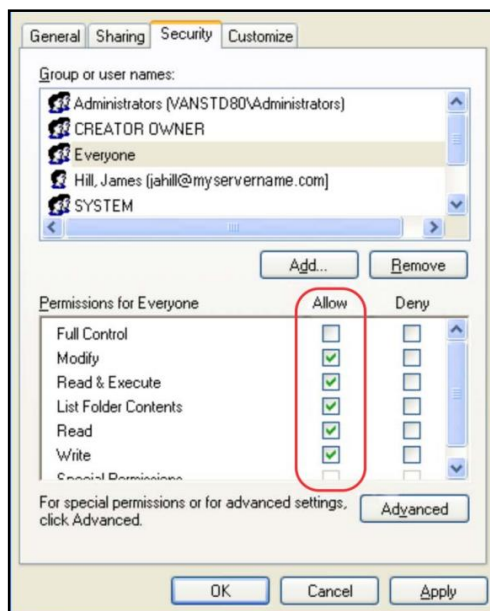 General Sharing Security Customize
Group or user names:
Administrators (VANSTD80\Administrators)
CREATOR OWNER
Everyone
Hill, James (jahill@myservername.com]
SYSTEM
Add... Remove
Permissions for Everyone Allow Deny
Full Control
Modify
Read & Execute
List Folder Contents
Read
Write
Special Permissions
For special permissions or for advanced settings, Advanced
click Advanced.
OK Cancel Apply